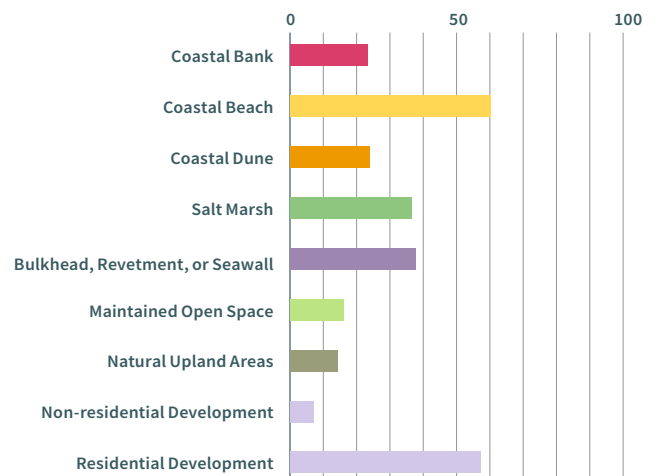 0 50 100
Coastal Bank
Coastal Beach
Coastal Dune
Salt Marsh
Bulkhead, Revetment, or Seawall
Maintained Open Space
Natural Upland Areas
Non-residential Development
Residential Development